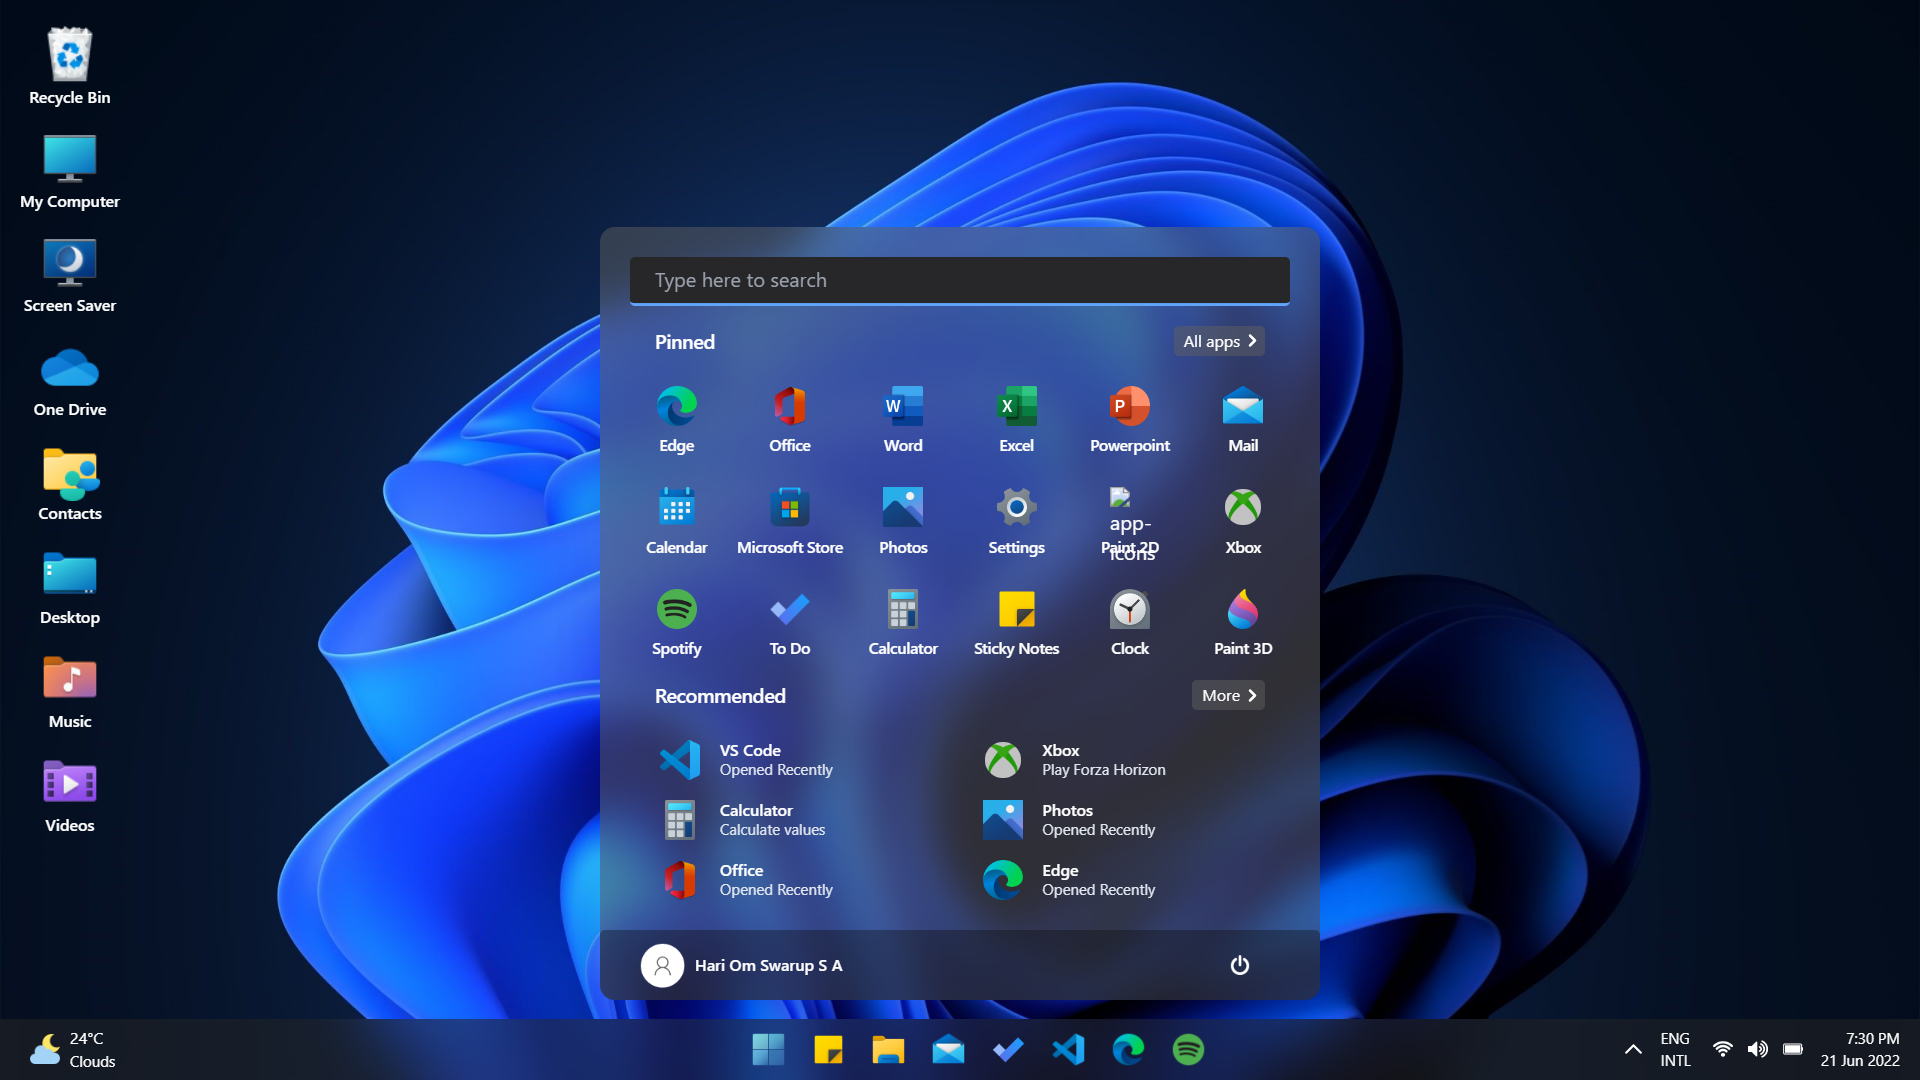 Recycle Bin
My Computer
Screen Saver
One Drive
Contacts
Desktop
Music
Videos
Type here to search
Pinned
All apps
Edge
Office
Word
Excel
Powerpoint
Mail
Calendar
Microsoft Store
Photos
Settings
app-
icons
Paint 2D
Xbox
Spotify
To Do
Calculator
Sticky Notes
Clock
Paint 3D
Recommended
More
VS Code
Opened Recently
Xbox
Play Forza Horizon
Calculator
Calculate values
Photos
Opened Recently
Office
Opened Recently
Edge
Opened Recently
Hari Om Swarup S A
24°C
Clouds
ENG
INTL
7:30 PM
21 Jun 2022